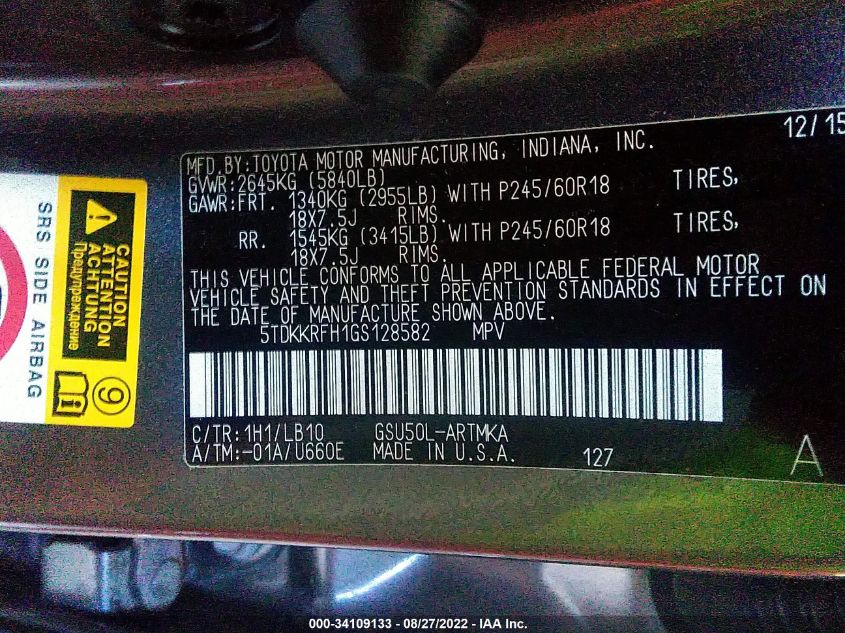 12/15
MFD.BY:TOYOTA MOTOR MANUFACTURING, INDIANA, INC.
GVWR:2645KG (5840LB)
GAWR:FRT. 1340KG (2955LB) WITH P245/60R18 TIRES,
18X7.5J RIMS.
RR. 1545KG (3415LB) WITH P245/60R18 TIRES,
18X7.5J RIMS.
THIS VEHICLE CONFORMS TO ALL APPLICABLE FEDERAL MOTOR
VEHICLE SAFETY AND THEFT PREVENTION STANDARDS IN EFFECT ON
THE DATE OF MANUFACTURE SHOWN ABOVE.
5TDKKRFH1GS128582 MPV
C/TR:1H1/LB10 GSU50L-ARTMKA
A/TM:-01A/U660E MADE IN U.S.A. 127 A
CAUTION
ATTENTION
ACHTUNG
Предупреждение
9
SRS SIDE AIRBAG
000-34109133 - 08/27/2022 - IAA Inc.